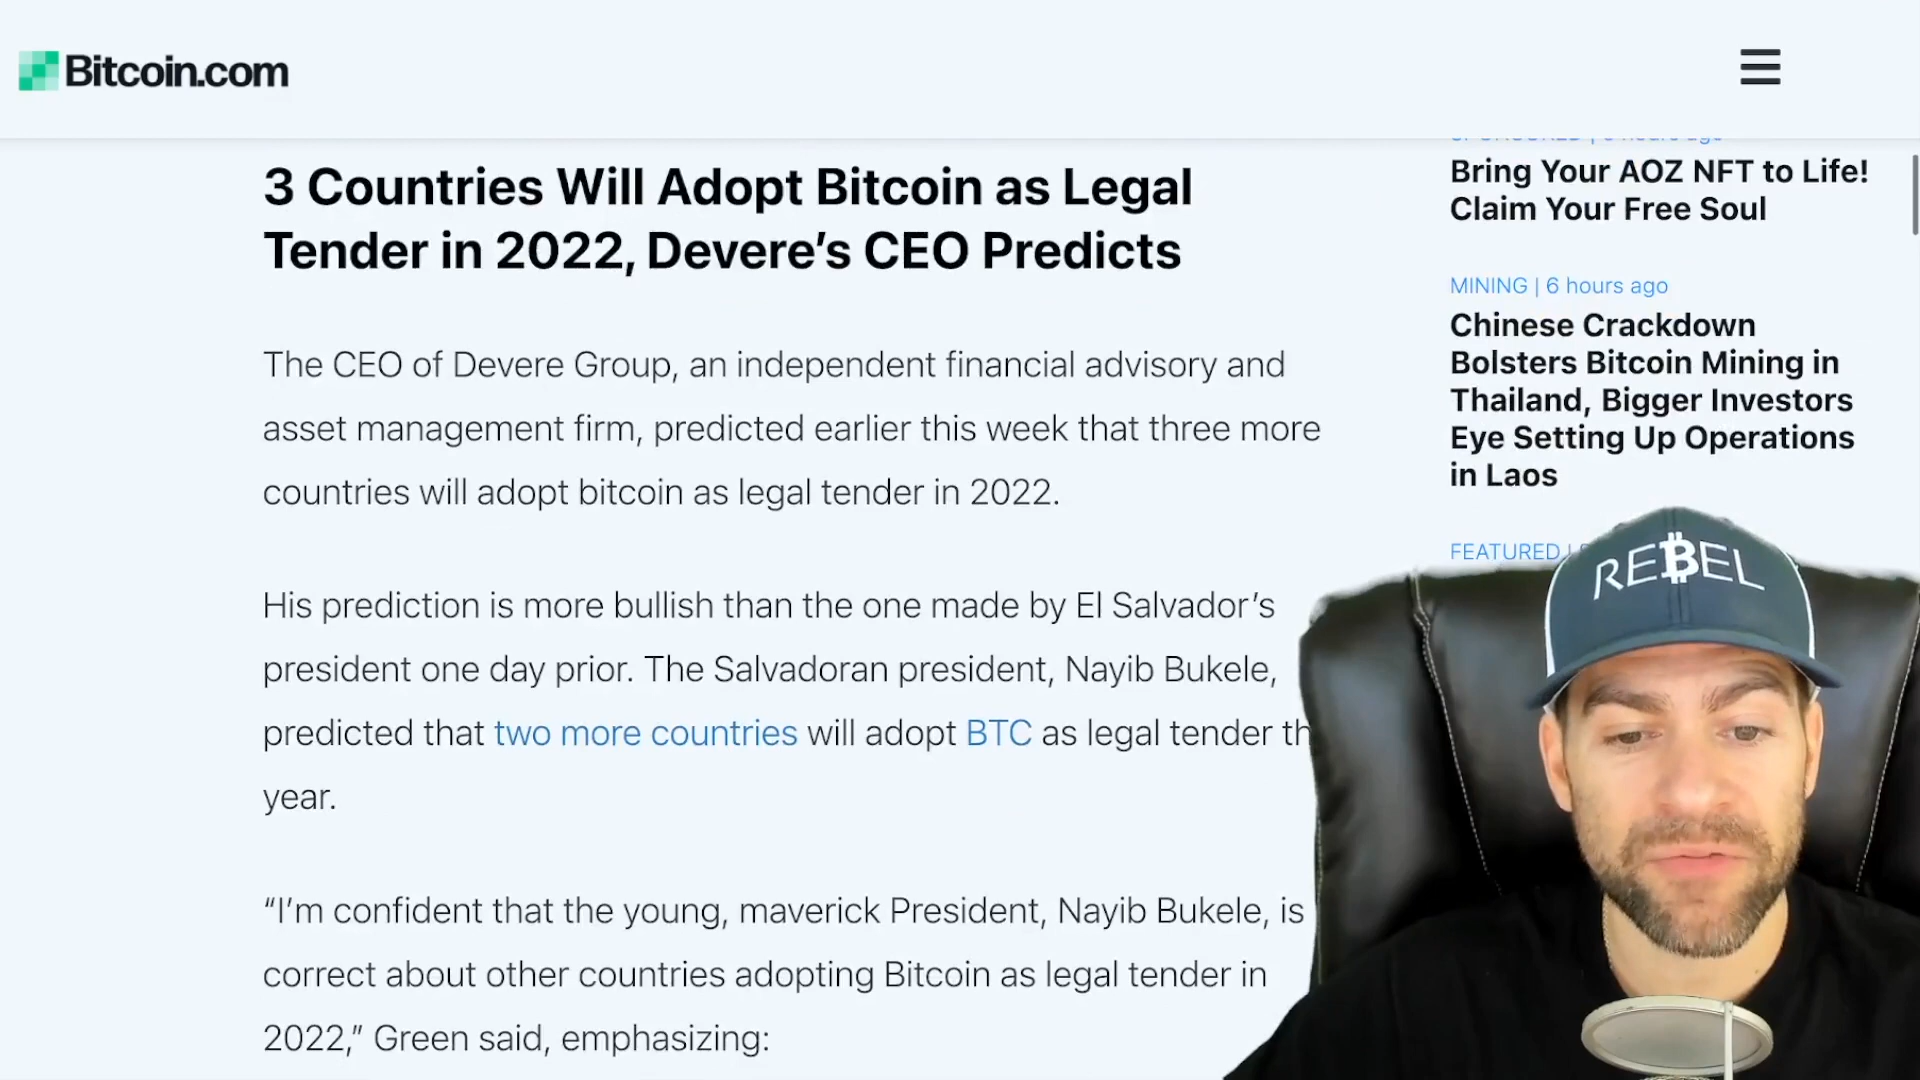 Bitcoin.com
3 Countries Will Adopt Bitcoin as Legal
Tender in 2022, Devere’s CEO Predicts
The CEO of Devere Group, an independent financial advisory and
asset management firm, predicted earlier this week that three more
countries will adopt bitcoin as legal tender in 2022.
His prediction is more bullish than the one made by El Salvador’s
president one day prior. The Salvadoran president, Nayib Bukele,
predicted that two more countries will adopt BTC as legal tender
year.
“I’m confident that the young, maverick President, Nayib Bukele, is
correct about other countries adopting Bitcoin as legal tender in
2022,” Green said, emphasizing:
Bring Your AOZ NFT to Life!
Claim Your Free Soul
MINING | 6 hours ago
Chinese Crackdown
Bolsters Bitcoin Mining in
Thailand, Bigger Investors
Eye Setting Up Operations
in Laos
FEATURED
RE₿EL